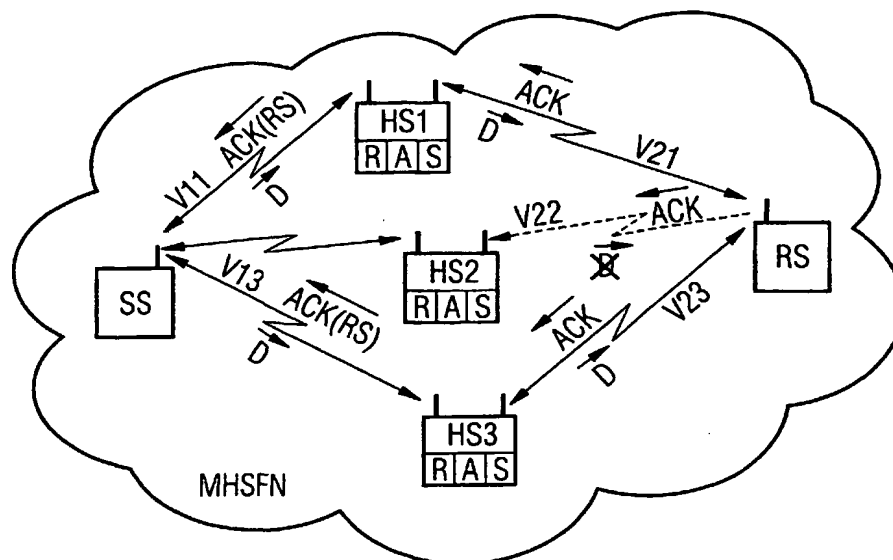 ACK
HS1
R A S
D
ACK(RS)
V11
D
V21
V22
ACK
D
RS
SS
V13
HS2
R A S
ACK(RS)
D
ACK
V23
D
HS3
R A S
MHSFN